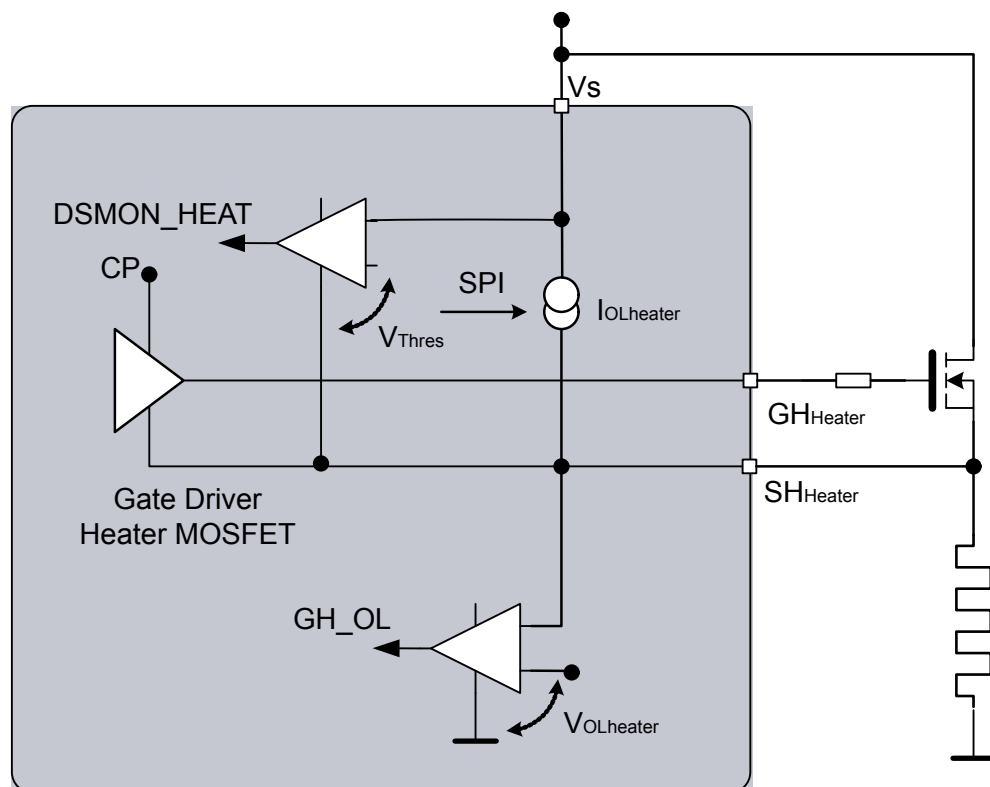 Vs
DSMON_HEAT
CP
SPI
IOLheater
VThres
GHHeater
SHHeater
Gate Driver
Heater MOSFET
GH_OL
VOLheater